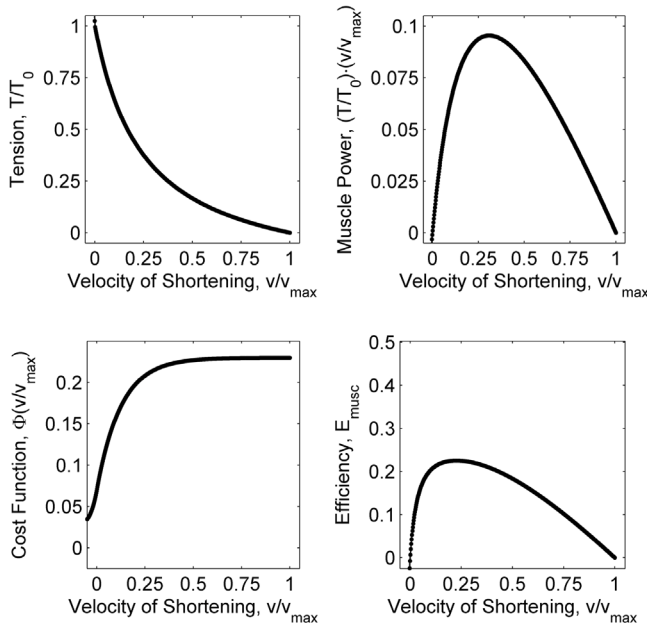 1
0.75
0.5
0.25
0
Tension, T/T0
0 0.25 0.5 0.75 1
Velocity of Shortening, v/vmax
0.1
0.075
0.05
0.025
0
Muscle Power, (T/T0)·(v/vmax)
0 0.25 0.5 0.75 1
Velocity of Shortening, v/vmax
0.2
0.15
0.1
0.05
0
Cost Function, Φ(v/vmax)
0 0.25 0.5 0.75 1
Velocity of Shortening, v/vmax
0.5
0.4
0.3
0.2
0.1
0
Efficiency, Emusc
0 0.25 0.5 0.75 1
Velocity of Shortening, v/vmax